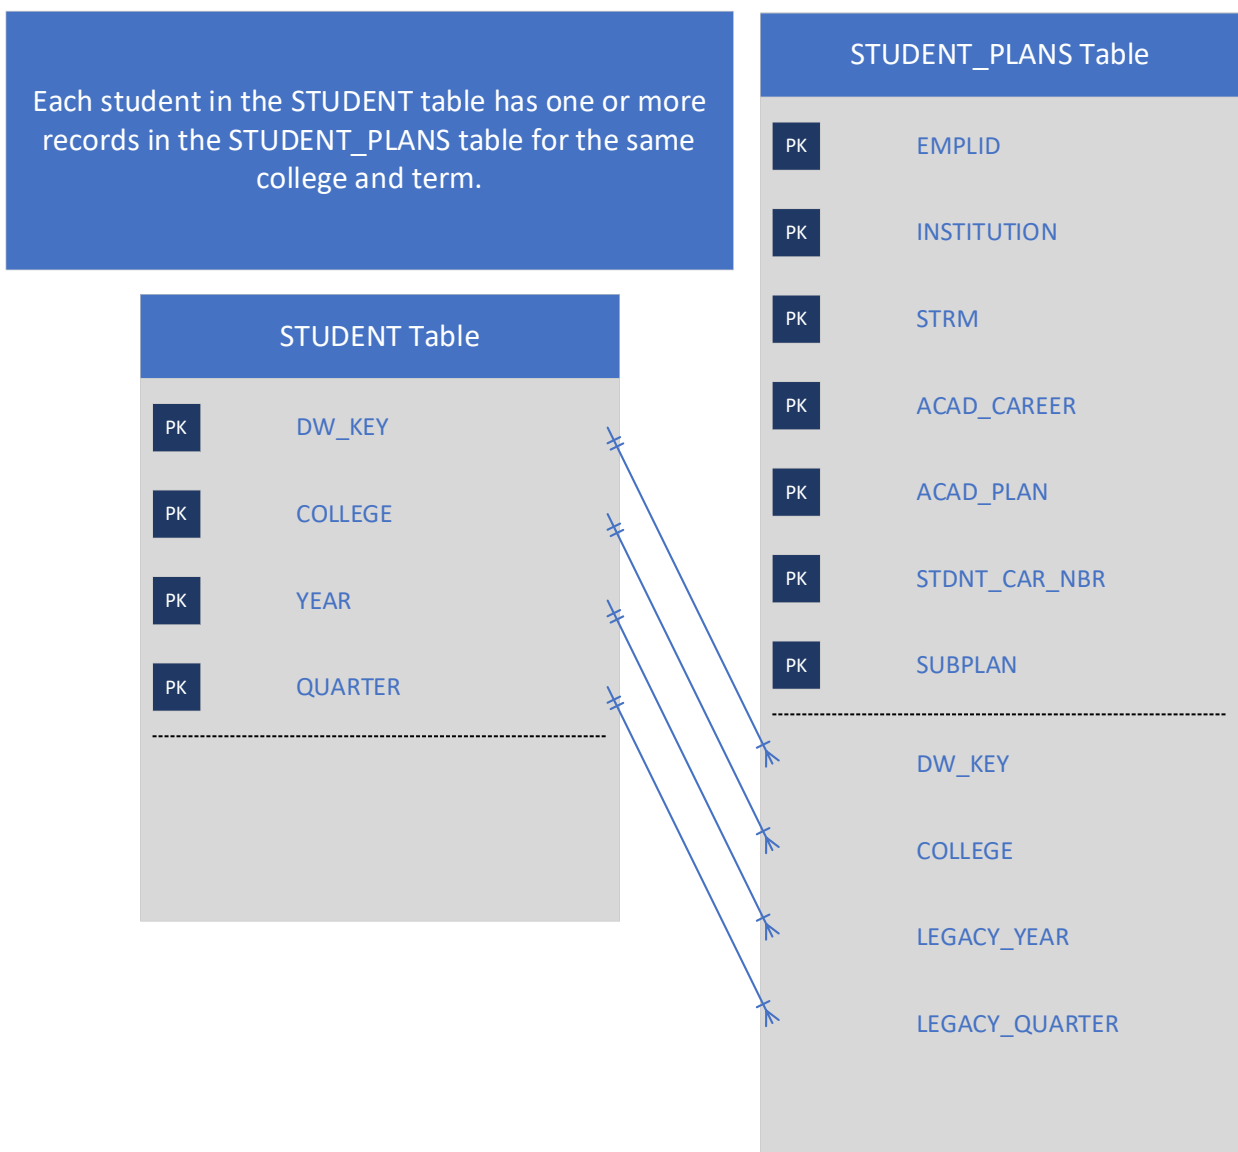 Each student in the STUDENT table has one or more
records in the STUDENT_PLANS table for the same
college and term.
STUDENT Table
PK DW_KEY
PK COLLEGE
PK YEAR
PK QUARTER
STUDENT_PLANS Table
PK EMPLID
PK INSTITUTION
PK STRM
PK ACAD_CAREER
PK ACAD_PLAN
PK STDNT_CAR_NBR
PK SUBPLAN
DW_KEY
COLLEGE
LEGACY_YEAR
LEGACY_QUARTER